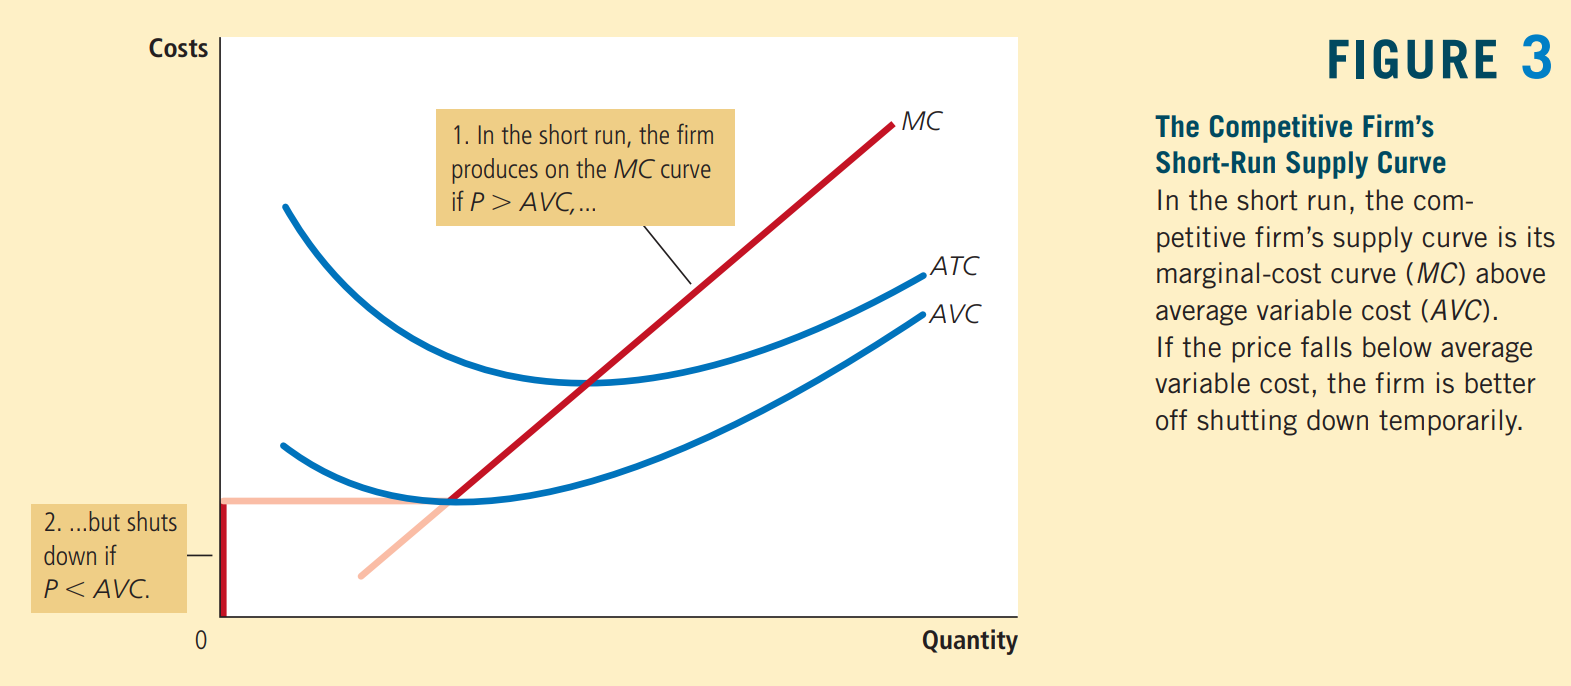 Costs
1. In the short run, the firm
produces on the MC curve
if P > AVC,...
MC
ATC
AVC
2. ...but shuts
down if
P < AVC.
0
Quantity
FIGURE 3
The Competitive Firm’s
Short-Run Supply Curve
In the short run, the com-
petitive firm’s supply curve is its
marginal-cost curve (MC) above
average variable cost (AVC).
If the price falls below average
variable cost, the firm is better
off shutting down temporarily.